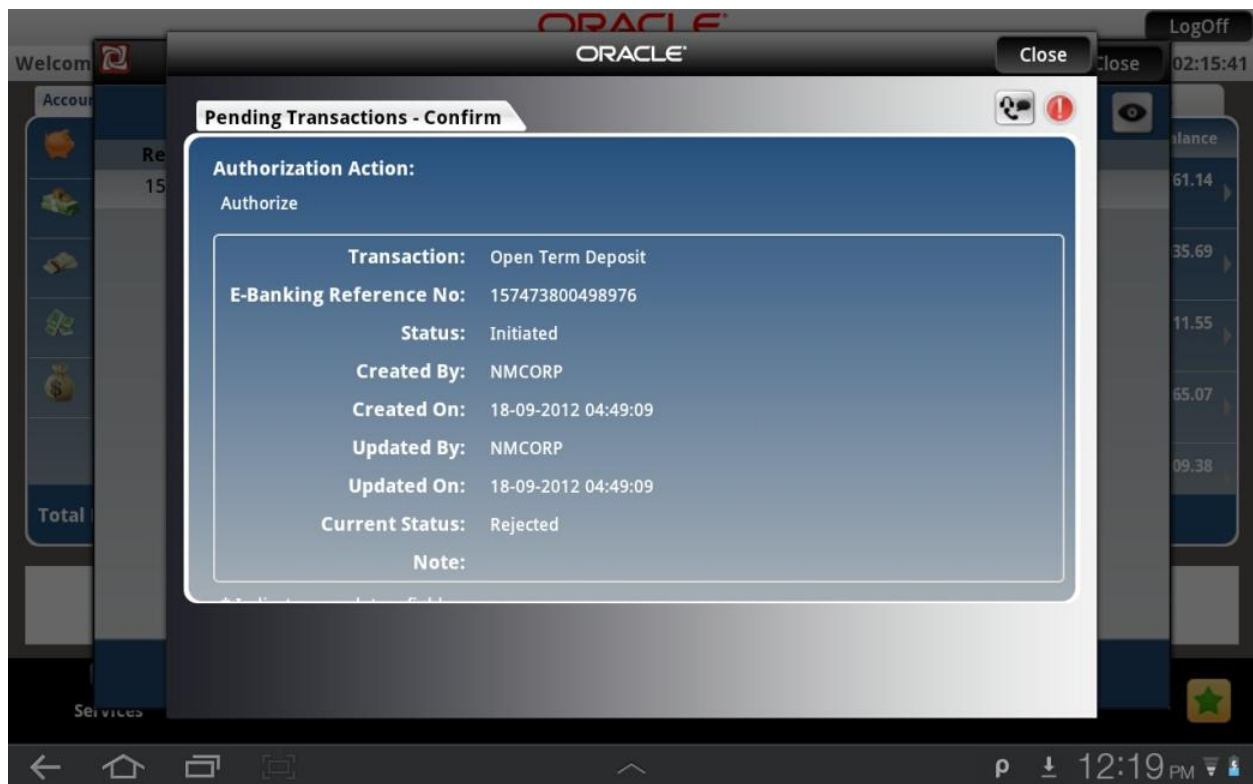 ORACLE
LogOff
ORACLE
Close
Close
02:15:41
Pending Transactions - Confirm
Authorization Action:
Authorize
Transaction: Open Term Deposit
E-Banking Reference No: 157473800498976
Status: Initiated
Created By: NMCORP
Created On: 18-09-2012 04:49:09
Updated By: NMCORP
Updated On: 18-09-2012 04:49:09
Current Status: Rejected
Note:
15
61.14
35.69
11.55
65.07
09.38
Total
Services
12:19 PM